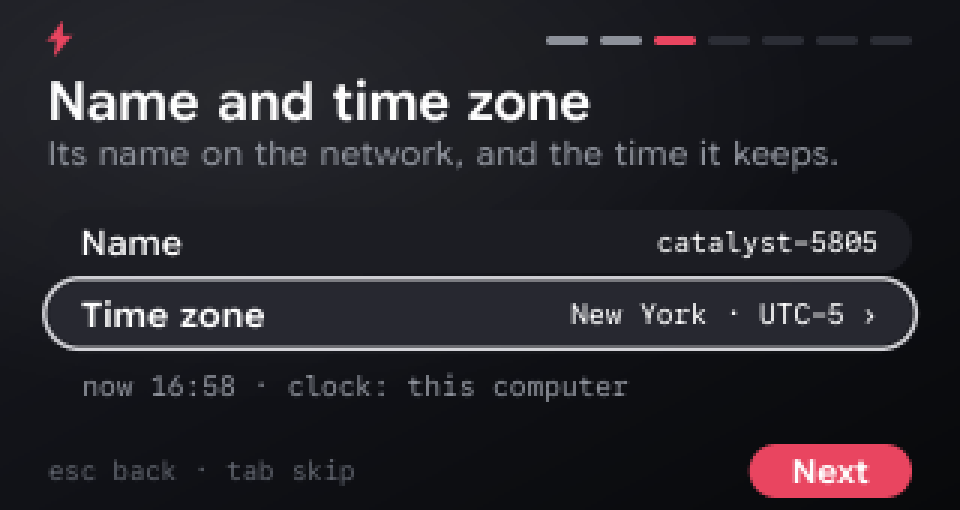 Name and time zone
Its name on the network, and the time it keeps.
Name catalyst-5805
Time zone New York · UTC-5 ›
now 16:58 · clock: this computer
esc back · tab skip Next